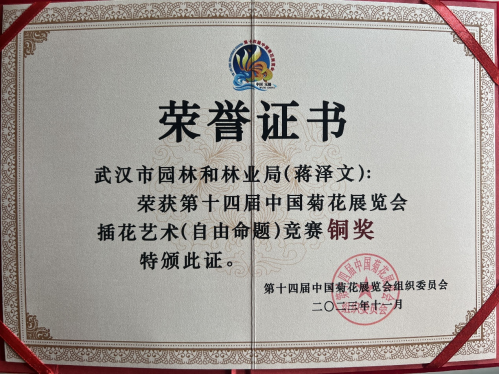 荣誉证书
武汉市园林和林业局(蒋泽文):
荣获第十四届中国菊花展览会
插花艺术(自由命题)竞赛铜奖
特颁此证。
第十四届中国菊花展览会组织委员会
二〇二三年十一月